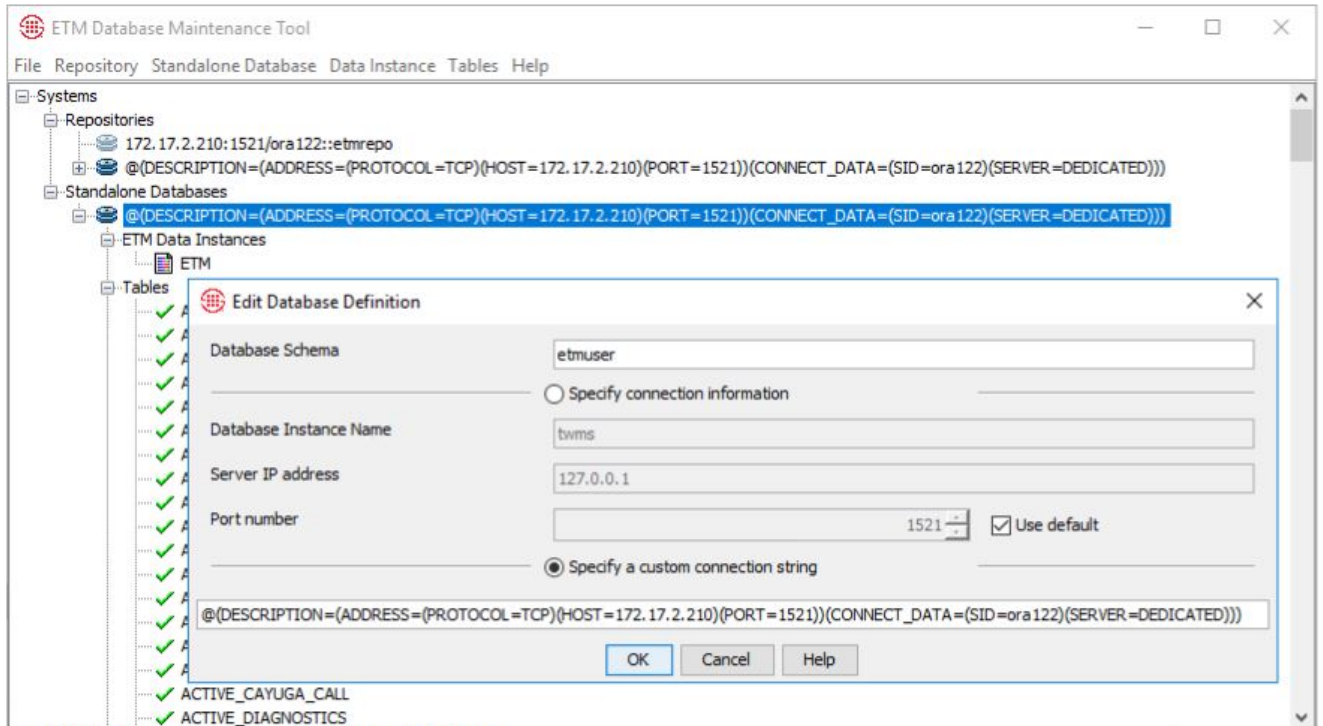 ETM Database Maintenance Tool
File Repository Standalone Database Data Instance Tables Help
Systems
Repositories
172.17.2.210:1521/ora122::etmrepo
@(DESCRIPTION=(ADDRESS=(PROTOCOL=TCP)(HOST=172.17.2.210)(PORT=1521))(CONNECT_DATA=(SID=ora122)(SERVER=DEDICATED)))
Standalone Databases
@(DESCRIPTION=(ADDRESS=(PROTOCOL=TCP)(HOST=172.17.2.210)(PORT=1521))(CONNECT_DATA=(SID=ora122)(SERVER=DEDICATED)))
ETM Data Instances
ETM
Tables
Edit Database Definition
Database Schema
etmuser
Specify connection information
Database Instance Name
twms
Server IP address
127.0.0.1
Port number
1521
Use default
Specify a custom connection string
@(DESCRIPTION=(ADDRESS=(PROTOCOL=TCP)(HOST=172.17.2.210)(PORT=1521))(CONNECT_DATA=(SID=ora122)(SERVER=DEDICATED)))
OK Cancel Help
ACTIVE_CAYUGA_CALL
ACTIVE_DIAGNOSTICS